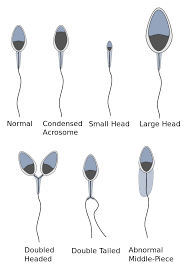 Normal
Condensed
Acrosome
Small Head
Large Head
Doubled
Headed
Double Tailed
Abnormal
Middle-Piece